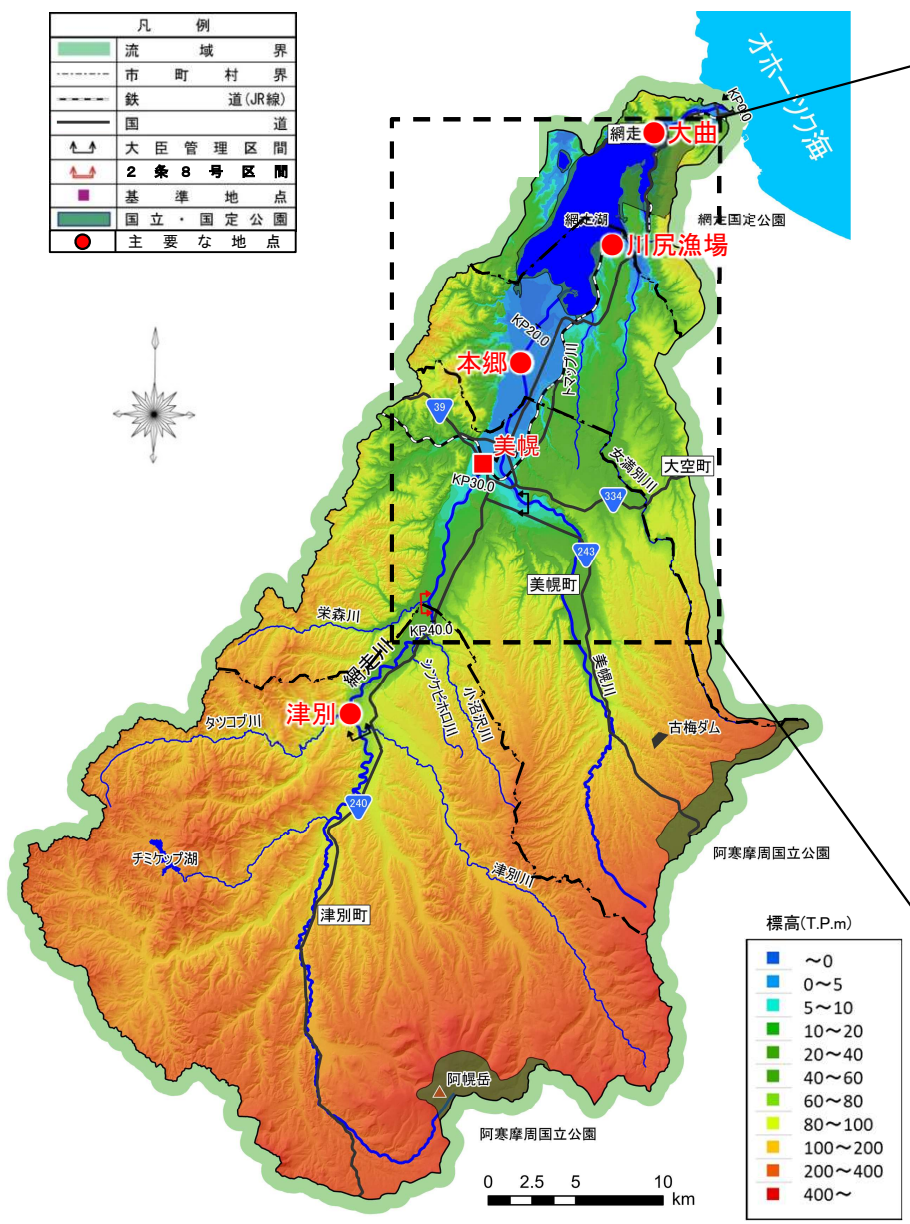 凡例
流域界
市町村界
鉄道(JR線)
国道
大臣管理区間
2条8号区間
基準地点
国立・国定公園
主要な地点
オホーツク海
KP0.0
網走
大曲
網走湖
網走国定公園
川尻漁場
KP20.0
本郷
トマップ川
39
美幌
KP30.0
女満別川
大空町
334
243
美幌町
栄森川
KP40.0
網走川
美幌川
シツケピホロ川
小沼沢川
津別
タツコブ川
古梅ダム
240
チミケップ湖
津別川
阿寒摩周国立公園
津別町
阿幌岳
阿寒摩周国立公園
標高(T.P.m)
～0
0～5
5～10
10～20
20～40
40～60
60～80
80～100
100～200
200～400
400～
0 2.5 5 10
km